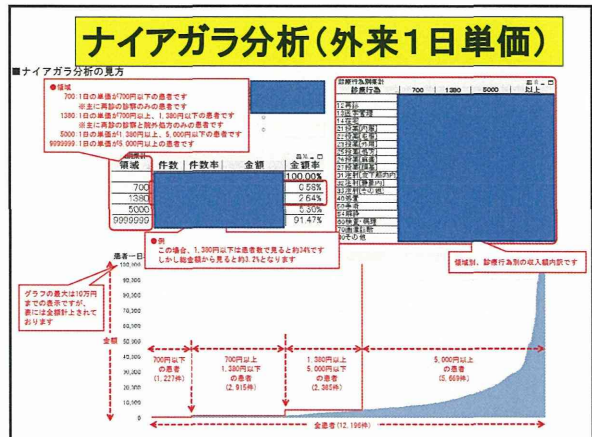 ナイアガラ分析(外来1日単価)
■ナイアガラ分析の見方
●領域
700:1日の単価が700円以下の患者です
※主に再診の診察のみの患者です
1380:1日の単価が700円以上、1,380円以下の患者です
※主に再診の診察と院外処方のみの患者です
5000:1日の単価が1,380円以上、5,000円以下の患者です
9999999:1日の単価が5,000円以上の患者です
領域 件数 件数率 金額 金額率
100.00%
700 0.58%
1380 2.64%
5000 5.30%
9999999 91.47%
●例
この場合、1,380円以下は患者数で見ると約34%です
しかし総金額から見ると約3.2%となります
診療行為別集計
診療行為 700 1380 5000 以上
12再診
13医学管理
14在宅
21投薬(内服)
22投薬(屯服)
23投薬(外用)
25投薬(処方)
26投薬(麻毒)
27投薬(調基)
31注射(皮下筋肉内)
32注射(静脈内)
33注射(その他)
40処置
50手術
54麻酔
60検査・病理
70画像診断
80その他
領域別、診療行為別の収入額内訳です
グラフの最大は10万円
までの表示ですが、
表には全額計上されて
おります
患者一日
100,000
90,000
80,000
70,000
60,000
50,000
40,000
30,000
20,000
10,000
0
金額
700円以下
の患者
(1,227件)
700円以上
1,380円以下
の患者
(2,915件)
1,380円以上
5,000円以下
の患者
(2,385件)
5,000円以上
の患者
(5,669件)
全患者(12,196件)